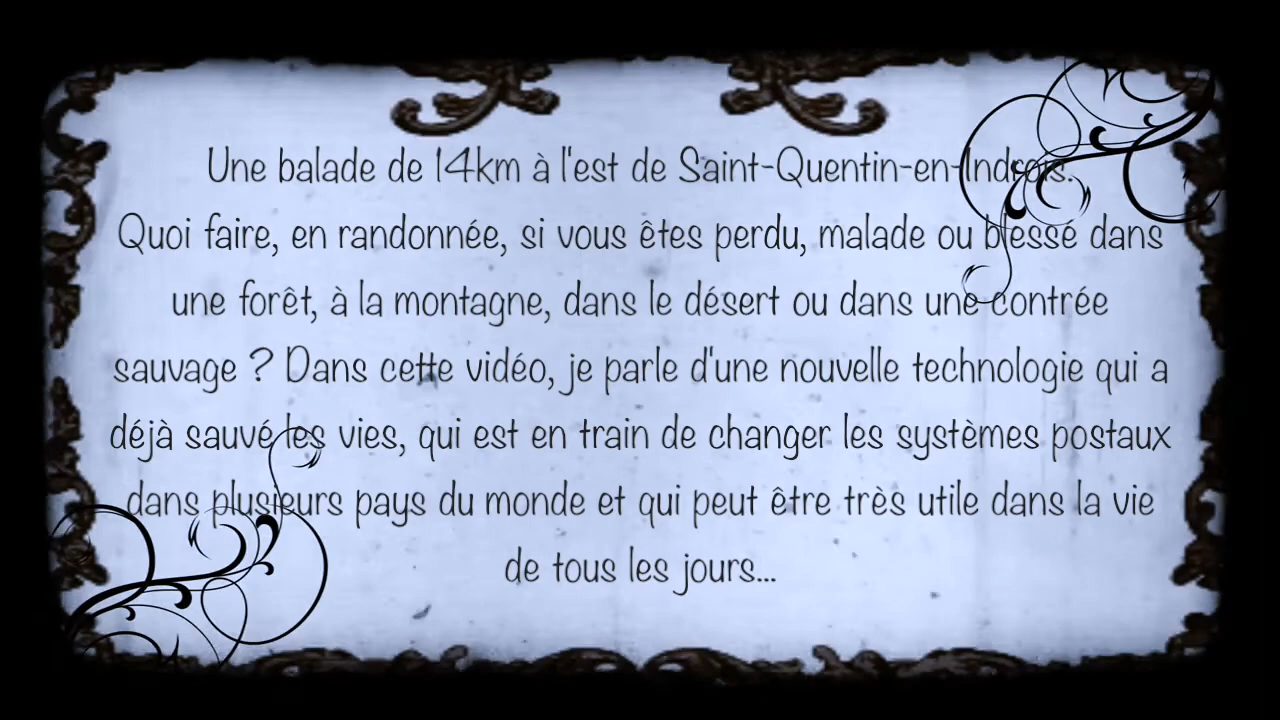 Une balade de 14km à l'est de Saint-Quentin-en-Indrois.
Quoi faire, en randonnée, si vous êtes perdu, malade ou blessé dans
une forêt, à la montagne, dans le désert ou dans une contrée
sauvage ? Dans cette vidéo, je parle d'une nouvelle technologie qui a
déjà sauvé les vies, qui est en train de changer les systèmes postaux
dans plusieurs pays du monde et qui peut être très utile dans la vie
de tous les jours...